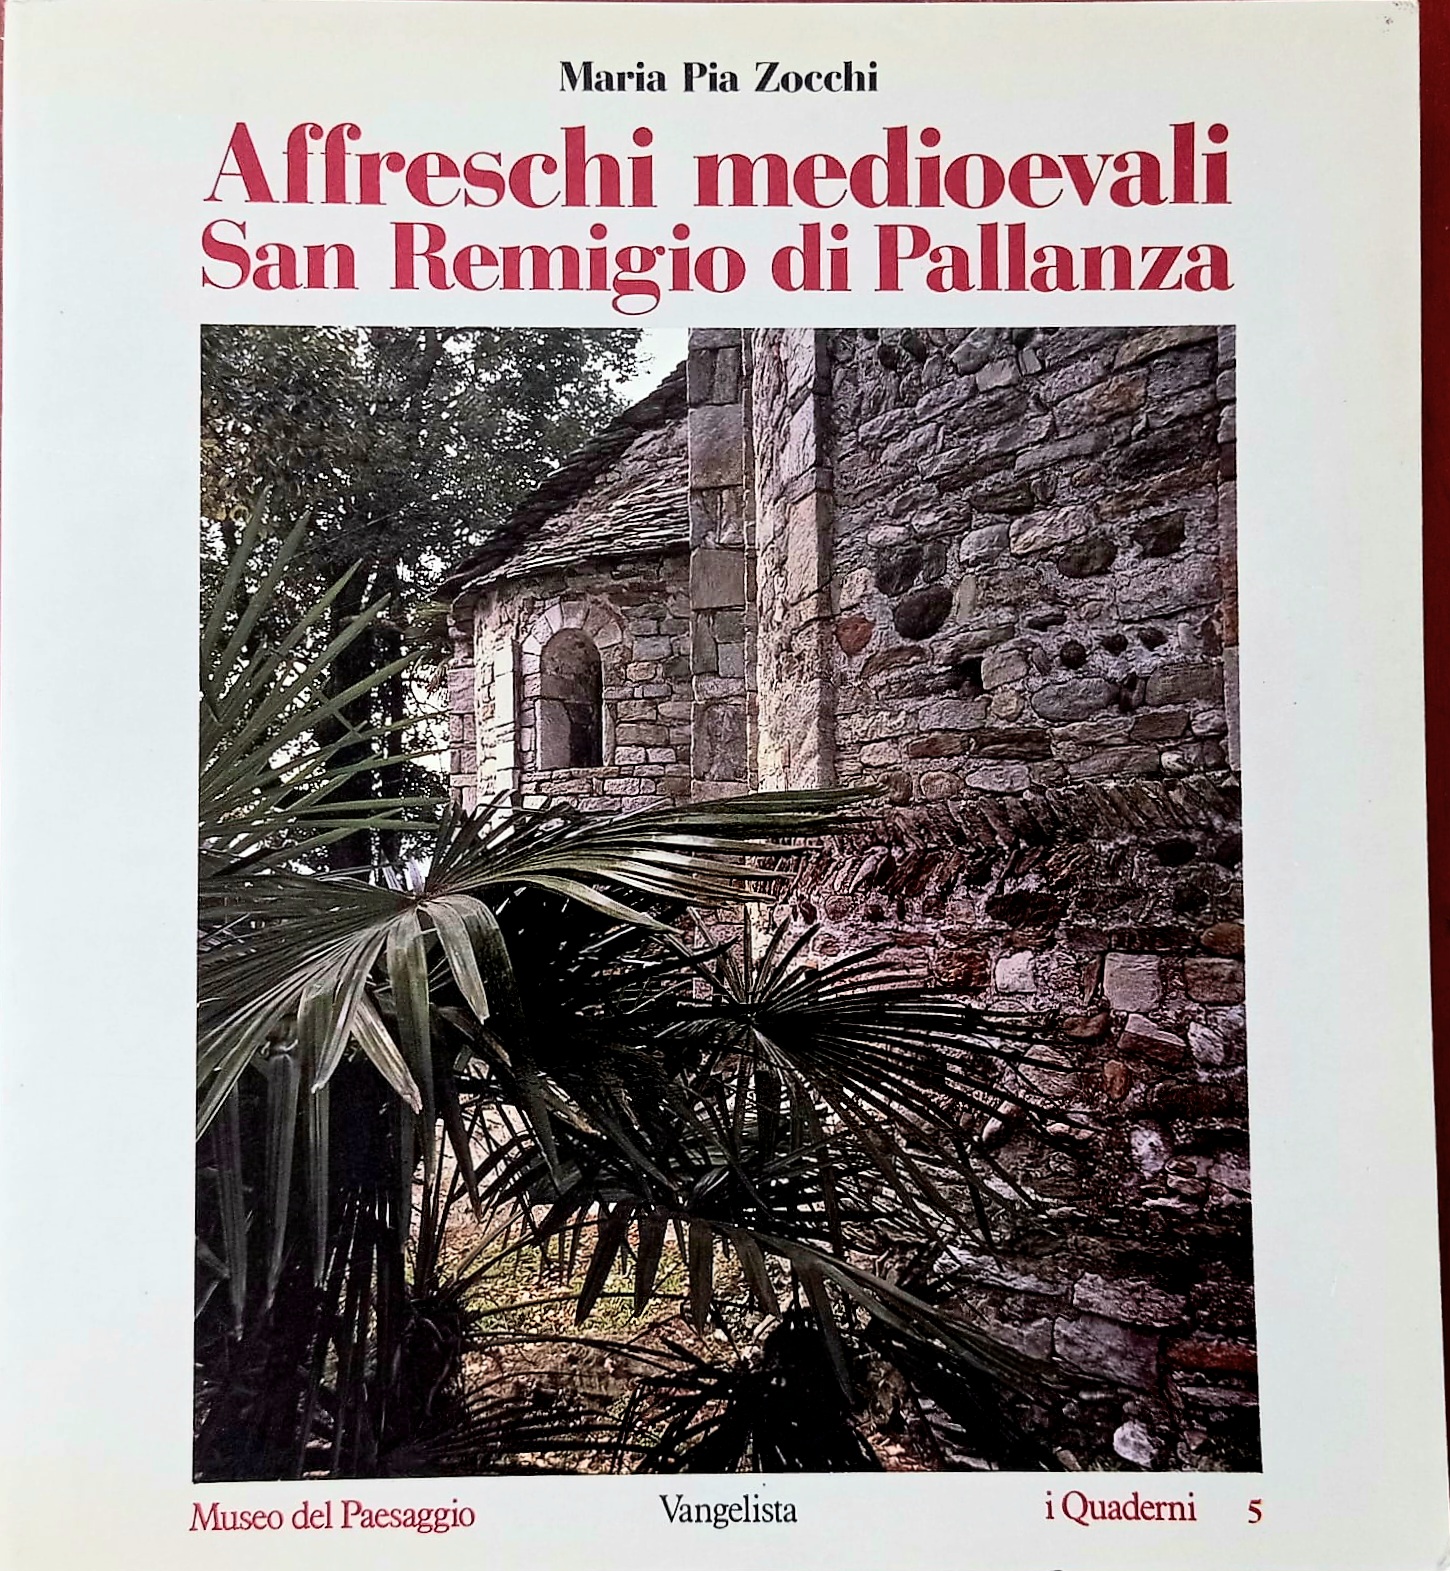 Maria Pia Zocchi
Affreschi medioevali
San Remigio di Pallanza
Museo del Paesaggio Vangelista i Quaderni 5